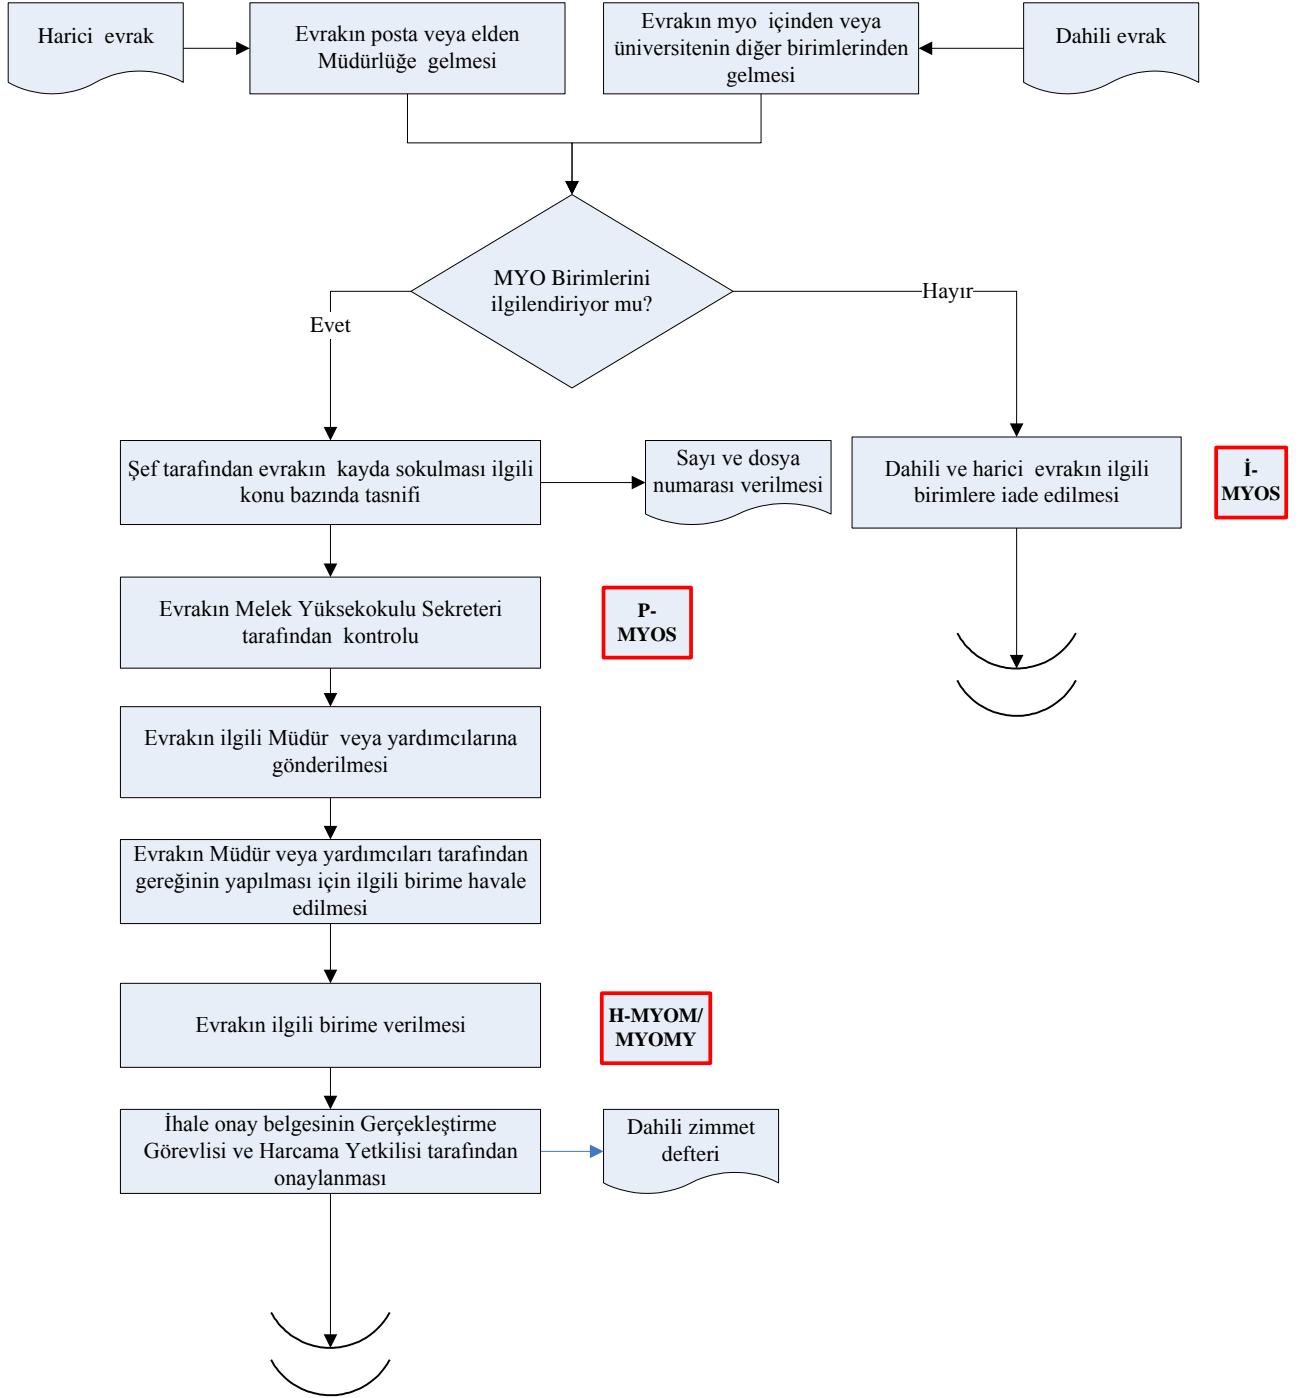 Harici evrak
Evrakın posta veya elden
Müdürlüğe gelmesi
Evrakın myo içinden veya
üniversitenin diğer birimlerinden
gelmesi
Dahili evrak
MYO Birimlerini
ilgilendiriyor mu?
Evet
Hayır
Şef tarafından evrakın kayda sokulması ilgili
konu bazında tasnifi
Sayı ve dosya
numarası verilmesi
Dahili ve harici evrakın ilgili
birimlere iade edilmesi
İ-
MYOS
Evrakın Melek Yüksekokulu Sekreteri
tarafından kontrolu
P-
MYOS
Evrakın ilgili Müdür veya yardımcılarına
gönderilmesi
Evrakın Müdür veya yardımcıları tarafından
gereğinin yapılması için ilgili birime havale
edilmesi
Evrakın ilgili birime verilmesi
H-MYOM/
MYOMY
İhale onay belgesinin Gerçekleştirme
Görevlisi ve Harcama Yetkilisi tarafından
onaylanması
Dahili zimmet
defteri